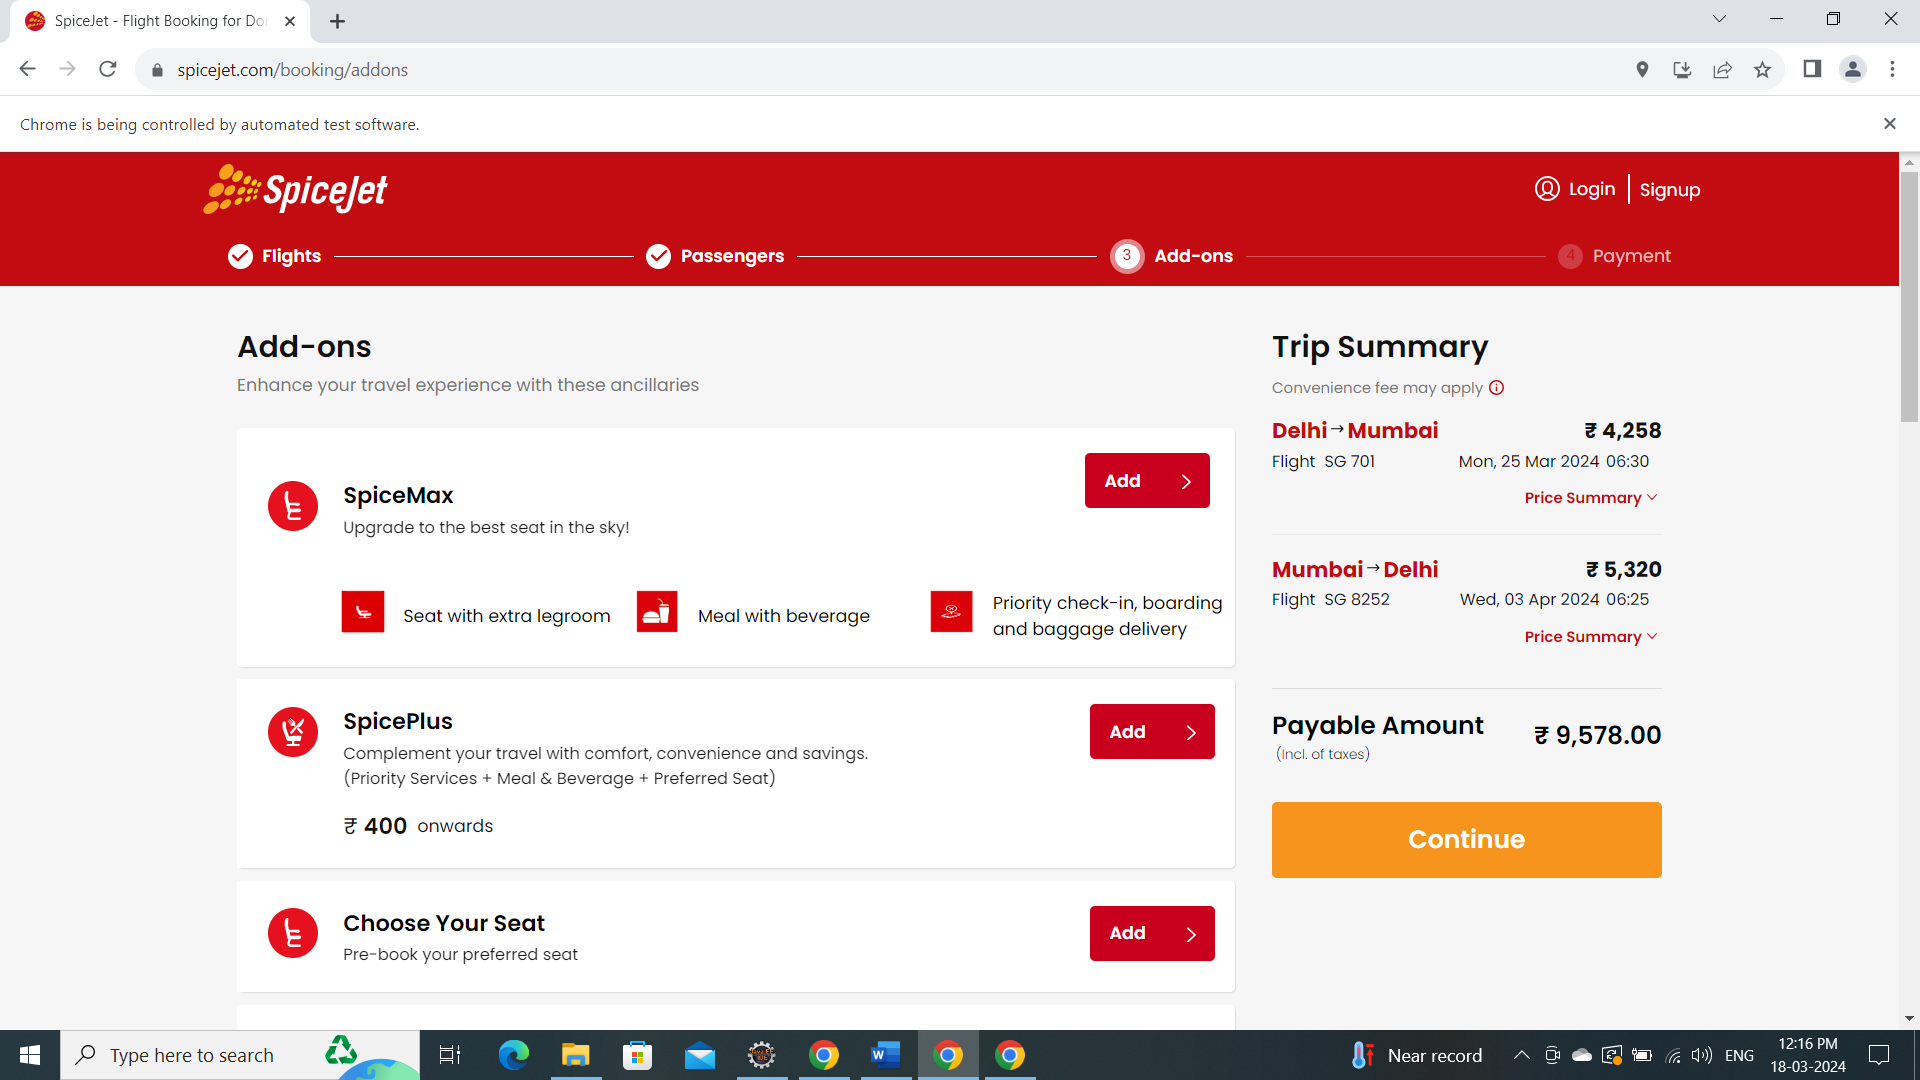 SpiceJet - Flight Booking for Do
spicejet.com/booking/addons
Chrome is being controlled by automated test software.
SpiceJet
Login
Signup
Flights
Passengers
3
Add-ons
4
Payment
Add-ons
Enhance your travel experience with these ancillaries
SpiceMax
Upgrade to the best seat in the sky!
Add
Seat with extra legroom
Meal with beverage
Priority check-in, boarding
and baggage delivery
SpicePlus
Complement your travel with comfort, convenience and savings.
(Priority Services + Meal & Beverage + Preferred Seat)
₹ 400 onwards
Add
Choose Your Seat
Pre-book your preferred seat
Add
Trip Summary
Convenience fee may apply
Delhi→Mumbai ₹ 4,258
Flight SG 701 Mon, 25 Mar 2024 06:30
Price Summary
Mumbai→Delhi ₹ 5,320
Flight SG 8252 Wed, 03 Apr 2024 06:25
Price Summary
Payable Amount ₹ 9,578.00
(Incl. of taxes)
Continue
Type here to search
Near record
ENG
12:16 PM
18-03-2024